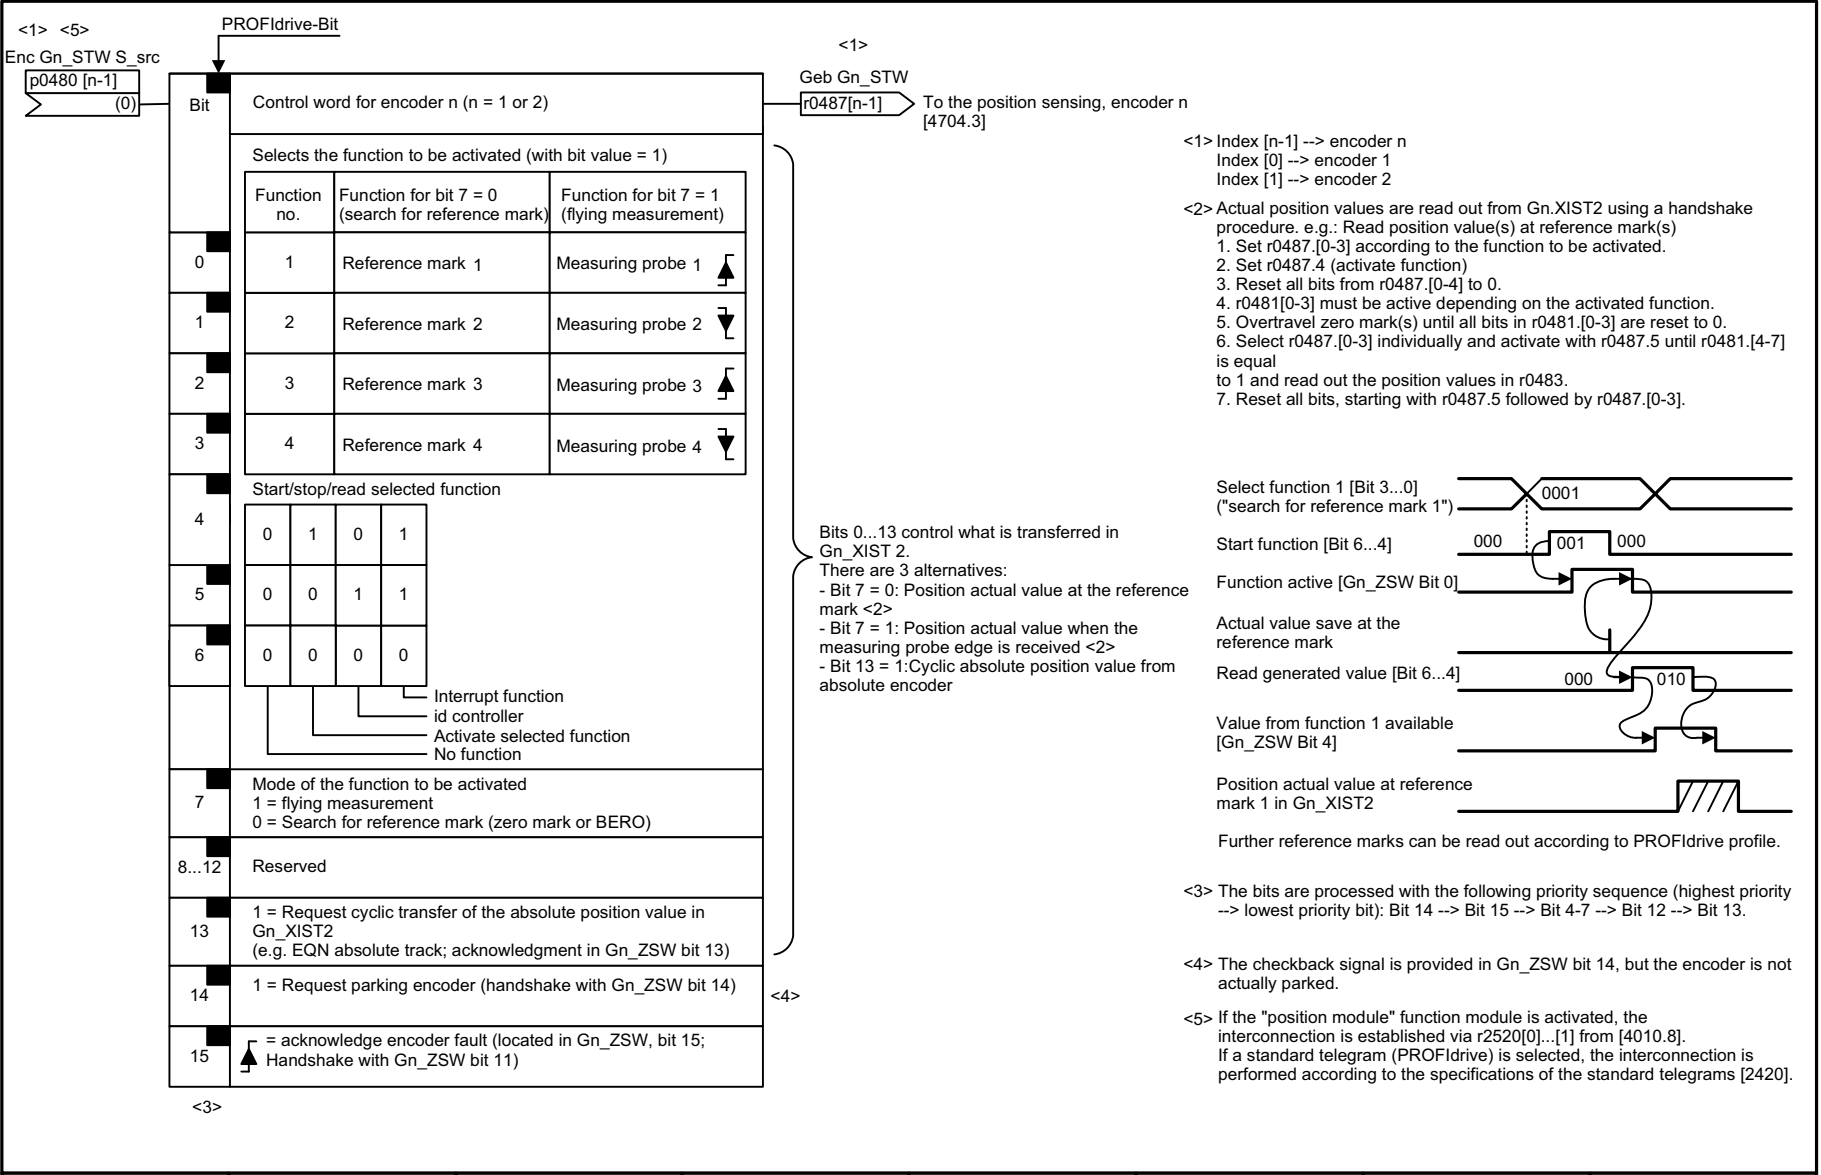 <1> <5>
Enc Gn_STW S_src
p0480 [n-1]
(0)
PROFIdrive-Bit
Bit
Control word for encoder n (n = 1 or 2)
<1>
Geb Gn_STW
r0487[n-1]
To the position sensing, encoder n
[4704.3]
Selects the function to be activated (with bit value = 1)
Function
no.
Function for bit 7 = 0
(search for reference mark)
Function for bit 7 = 1
(flying measurement)
0
1
Reference mark 1
Measuring probe 1
1
2
Reference mark 2
Measuring probe 2
2
3
Reference mark 3
Measuring probe 3
3
4
Reference mark 4
Measuring probe 4
Start/stop/read selected function
4
0 1 0 1
5
0 0 1 1
6
0 0 0 0
Interrupt function
id controller
Activate selected function
No function
7
Mode of the function to be activated
1 = flying measurement
0 = Search for reference mark (zero mark or BERO)
8...12
Reserved
13
1 = Request cyclic transfer of the absolute position value in
Gn_XIST2
(e.g. EQN absolute track; acknowledgment in Gn_ZSW bit 13)
14
1 = Request parking encoder (handshake with Gn_ZSW bit 14)
<4>
15
= acknowledge encoder fault (located in Gn_ZSW, bit 15;
Handshake with Gn_ZSW bit 11)
<3>
Bits 0...13 control what is transferred in
Gn_XIST 2.
There are 3 alternatives:
- Bit 7 = 0: Position actual value at the reference
mark <2>
- Bit 7 = 1: Position actual value when the
measuring probe edge is received <2>
- Bit 13 = 1:Cyclic absolute position value from
absolute encoder
<1> Index [n-1] --> encoder n
Index [0] --> encoder 1
Index [1] --> encoder 2
<2> Actual position values are read out from Gn.XIST2 using a handshake
procedure. e.g.: Read position value(s) at reference mark(s)
1. Set r0487.[0-3] according to the function to be activated.
2. Set r0487.4 (activate function)
3. Reset all bits from r0487.[0-4] to 0.
4. r0481[0-3] must be active depending on the activated function.
5. Overtravel zero mark(s) until all bits in r0481.[0-3] are reset to 0.
6. Select r0487.[0-3] individually and activate with r0487.5 until r0481.[4-7]
is equal
to 1 and read out the position values in r0483.
7. Reset all bits, starting with r0487.5 followed by r0487.[0-3].
Select function 1 [Bit 3...0]
("search for reference mark 1")
0001
Start function [Bit 6...4]
000 001 000
Function active [Gn_ZSW Bit 0]
Actual value save at the
reference mark
Read generated value [Bit 6...4]
000 010
Value from function 1 available
[Gn_ZSW Bit 4]
Position actual value at reference
mark 1 in Gn_XIST2
Further reference marks can be read out according to PROFIdrive profile.
<3> The bits are processed with the following priority sequence (highest priority
--> lowest priority bit): Bit 14 --> Bit 15 --> Bit 4-7 --> Bit 12 --> Bit 13.
<4> The checkback signal is provided in Gn_ZSW bit 14, but the encoder is not
actually parked.
<5> If the "position module" function module is activated, the
interconnection is established via r2520[0]...[1] from [4010.8].
If a standard telegram (PROFIdrive) is selected, the interconnection is
performed according to the specifications of the standard telegrams [2420].